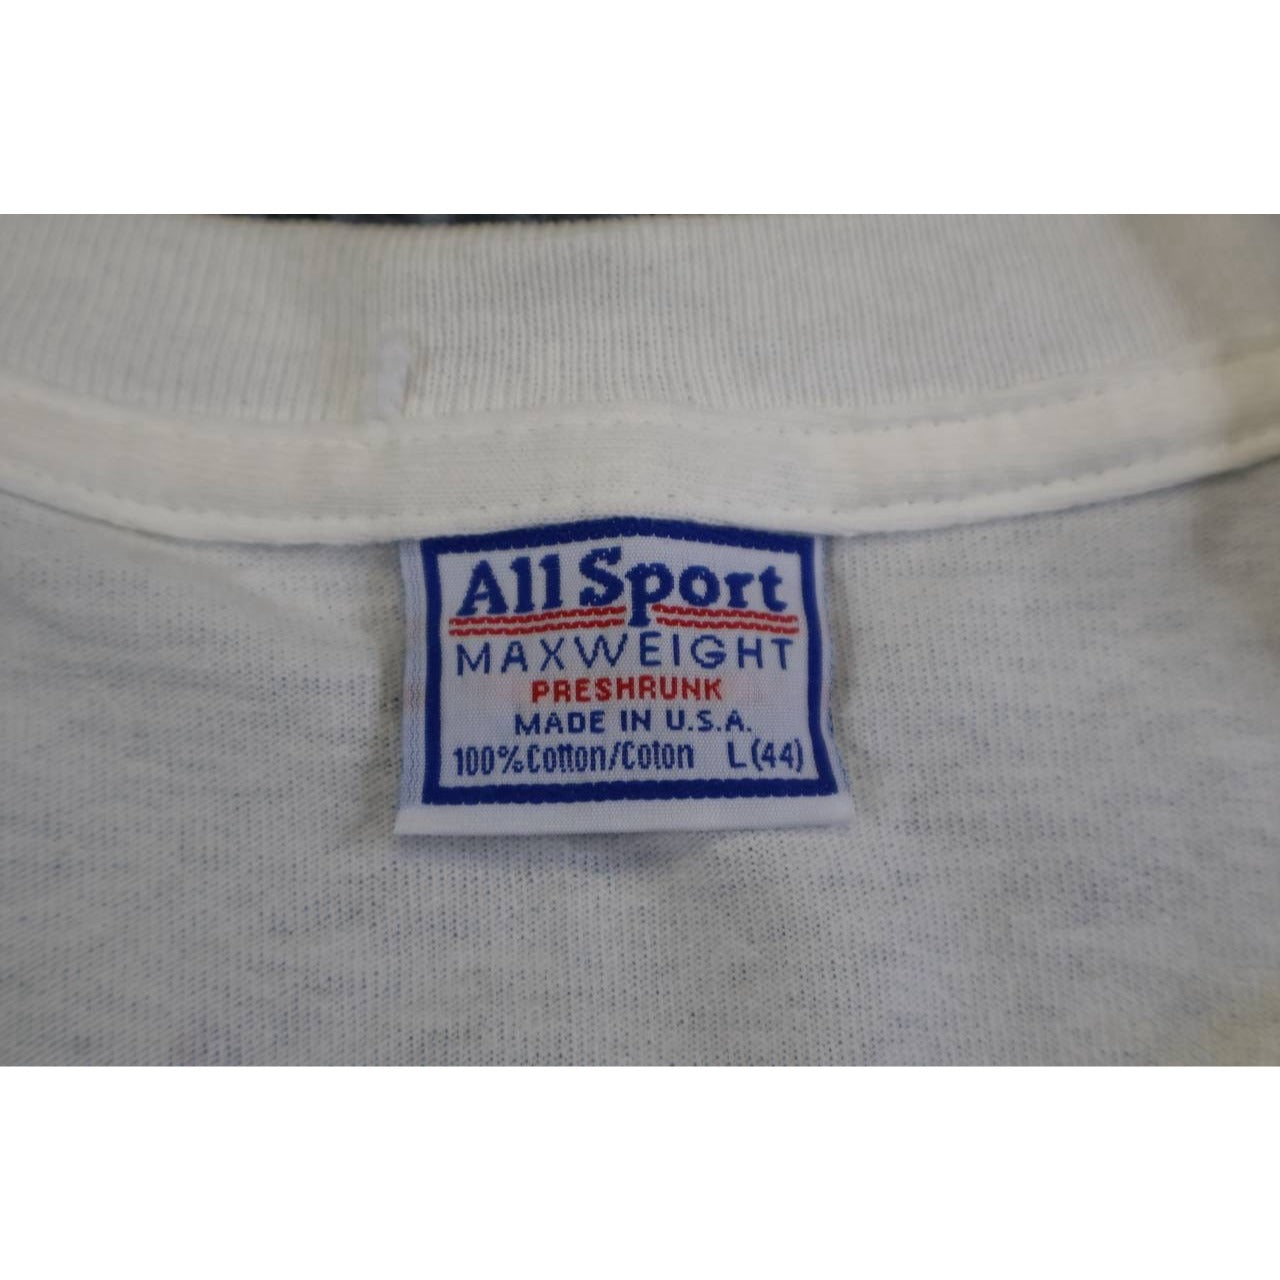 All Sport
MAXWEIGHT
PRESHRUNK
MADE IN U.S.A.
100% Cotton/Coton L (44)